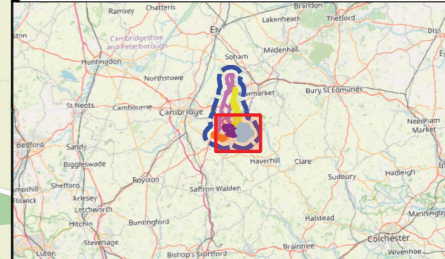 Ramsey
Chatteris
Brandon
Thetford
Ely
Lakenheath
Diss
Cambridgeshire
and Peterborough
Mildenhall
Soham
Huntingdon
Northstowe
Bury St Edmunds
St Neots
Cambourne
Cambridge
Needham
Market
Bedford
Sandy
Haverhill
Clare
Biggleswade
Sudbury
Hadleigh
Shefford
Royston
Saffron Walden
Arlesey
Letchworth
Halstead
Hitchin
Buntingford
Colchester
Stevenage
Braintree
Luton
Bishop's Stortford
Wivenhoe